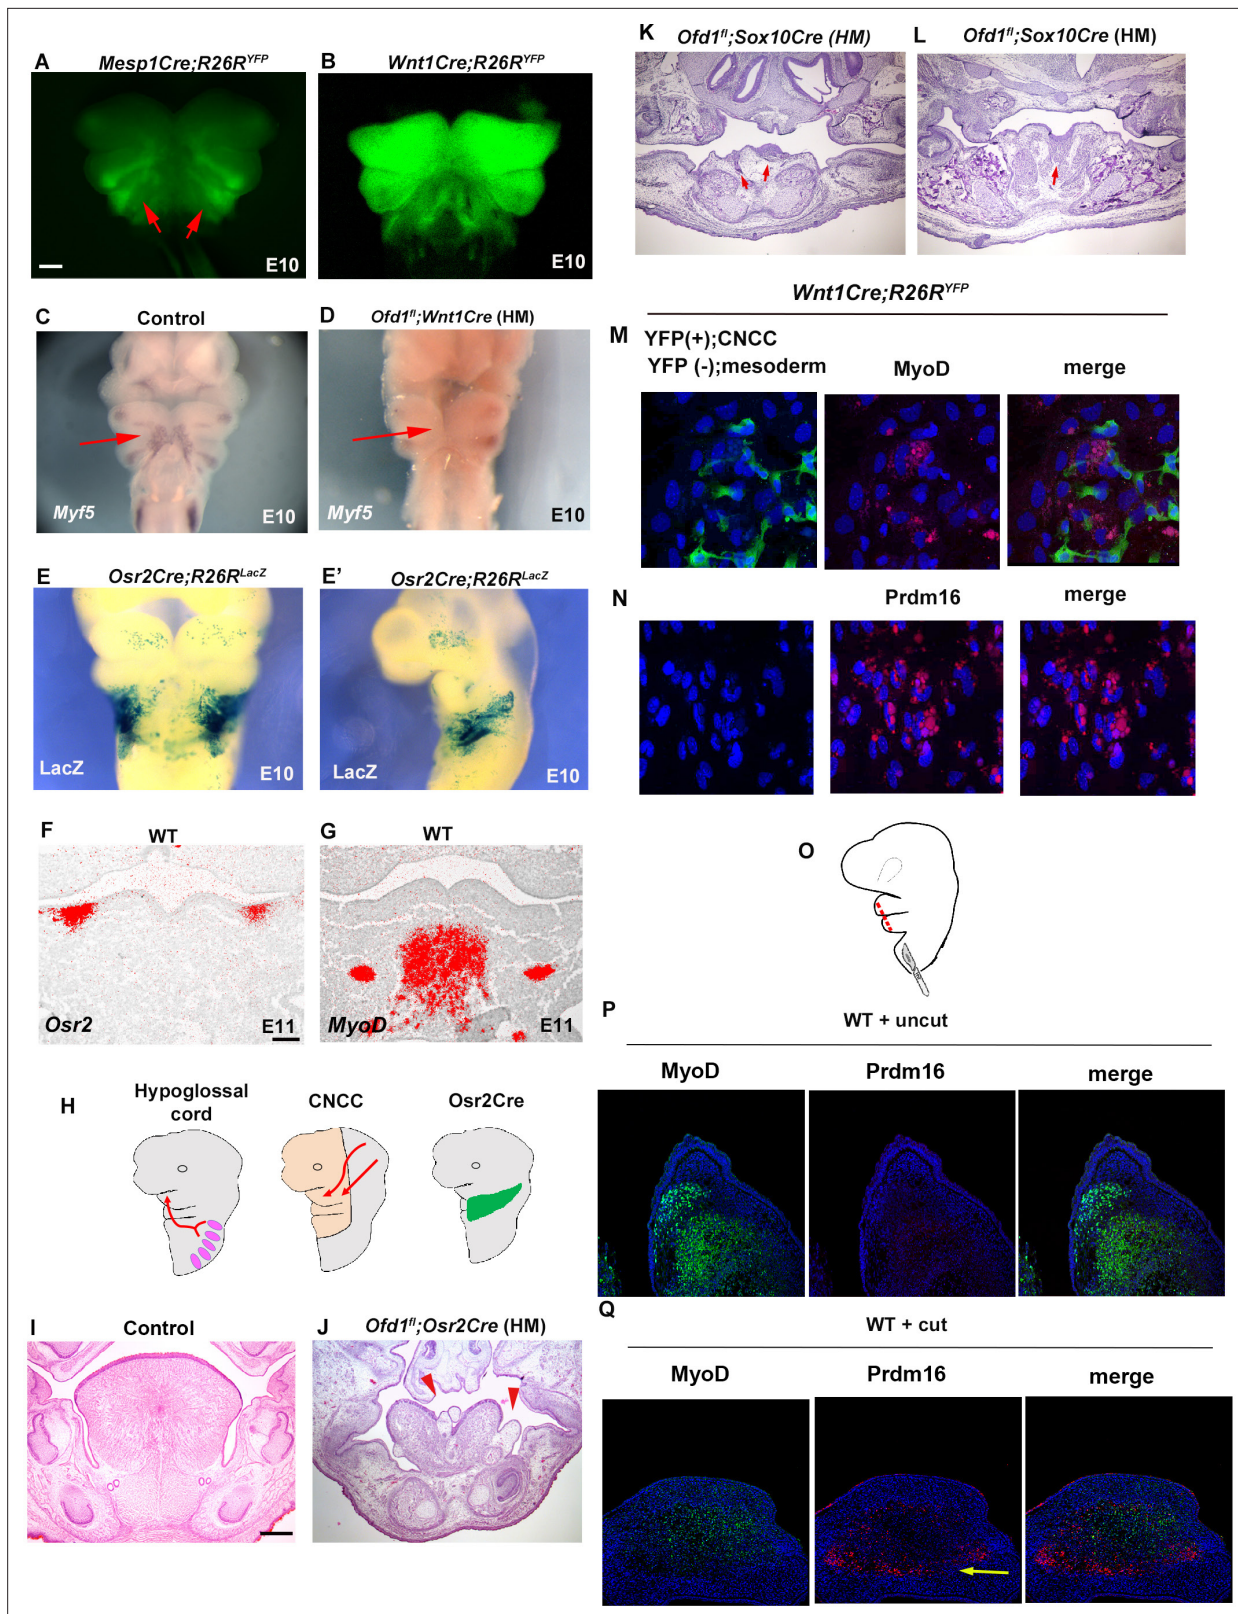 A Mesp1Cre;R26R^YFP
E10
B Wnt1Cre;R26R^YFP
E10
C Control
Myf5 E10
D Ofd1^fl;Wnt1Cre (HM)
Myf5 E10
E Osr2Cre;R26R^LacZ
LacZ E10
E' Osr2Cre;R26R^LacZ
LacZ E10
F WT
Osr2 E11
G WT
MyoD E11
H
Hypoglossal
cord
CNCC
Osr2Cre
I Control
J Ofd1^fl;Osr2Cre (HM)
K Ofd1^fl;Sox10Cre (HM)
L Ofd1^fl;Sox10Cre (HM)
Wnt1Cre;R26R^YFP
M YFP(+);CNCC
YFP (-);mesoderm
MyoD
merge
N
Prdm16
merge
O
P
WT + uncut
MyoD
Prdm16
merge
Q
WT + cut
MyoD
Prdm16
merge